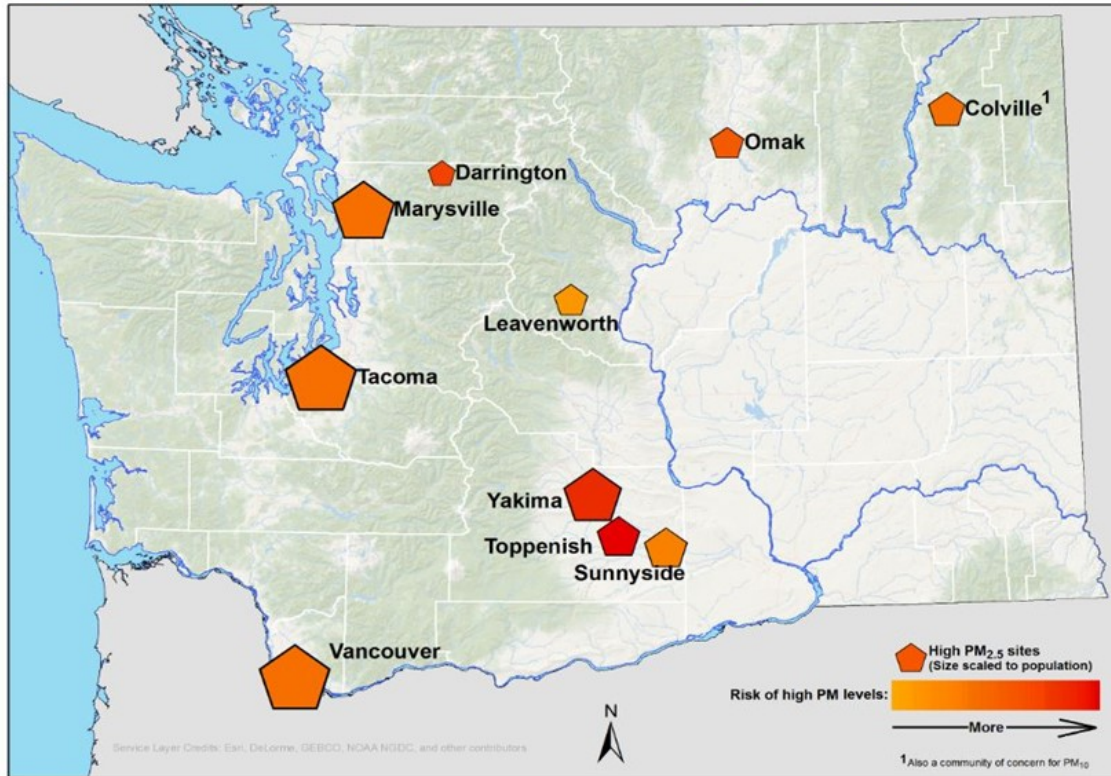 Colville1
Omak
Darrington
Marysville
Leavenworth
Tacoma
Yakima
Toppenish
Sunnyside
Vancouver
High PM2.5 sites
(Size scaled to population)
Risk of high PM levels:
More
N
Service Layer Credits: Esri, DeLorme, GEBCO, NOAA NGDC, and other contributors
1Also a community of concern for PM10